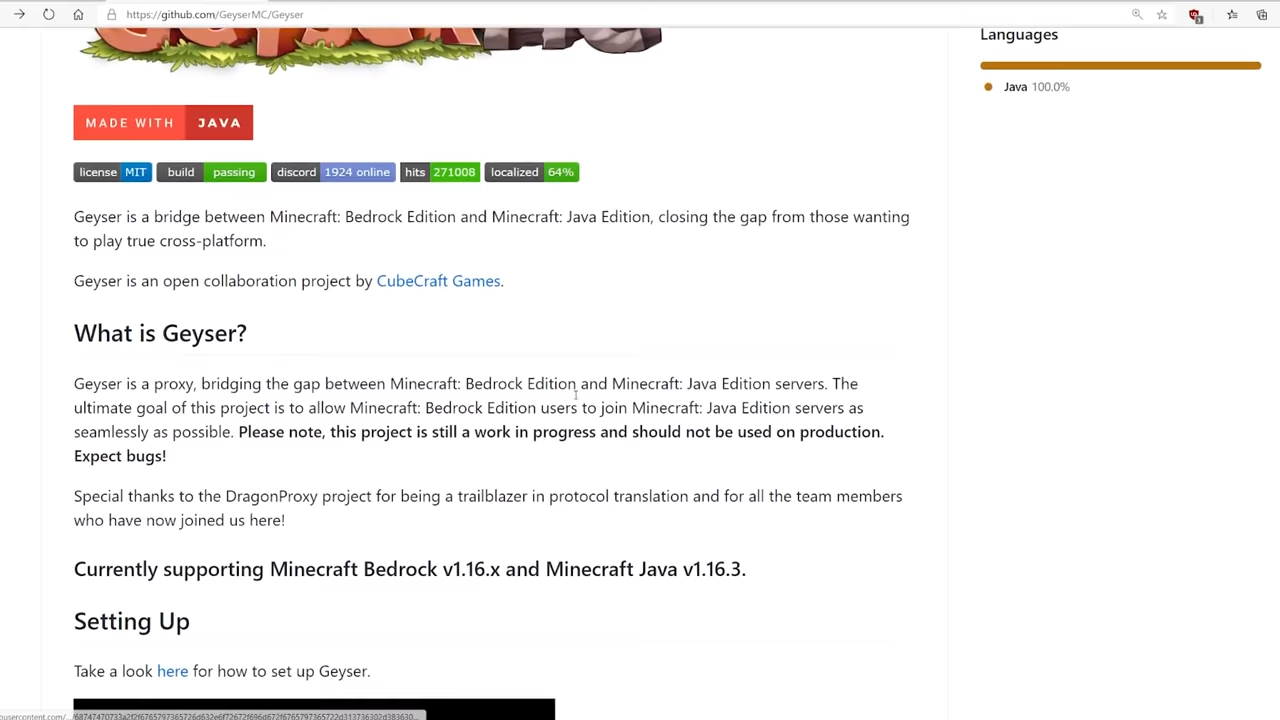 https://github.com/GeyserMC/Geyser
Languages
Java 100.0%
MADE WITH JAVA
license MIT build passing discord 1924 online hits 271008 localized 64%
Geyser is a bridge between Minecraft: Bedrock Edition and Minecraft: Java Edition, closing the gap from those wanting
to play true cross-platform.
Geyser is an open collaboration project by CubeCraft Games.
What is Geyser?
Geyser is a proxy, bridging the gap between Minecraft: Bedrock Edition and Minecraft: Java Edition servers. The
ultimate goal of this project is to allow Minecraft: Bedrock Edition users to join Minecraft: Java Edition servers as
seamlessly as possible. Please note, this project is still a work in progress and should not be used on production.
Expect bugs!
Special thanks to the DragonProxy project for being a trailblazer in protocol translation and for all the team members
who have now joined us here!
Currently supporting Minecraft Bedrock v1.16.x and Minecraft Java v1.16.3.
Setting Up
Take a look here for how to set up Geyser.